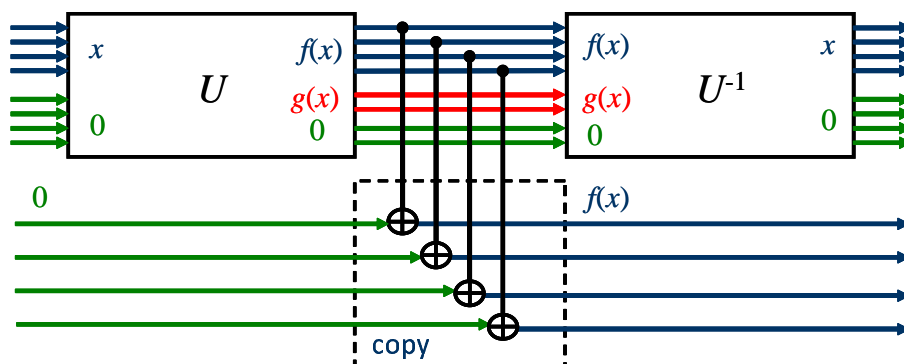 x f(x) f(x) x
U U⁻¹
g(x) g(x)
0 0 0 0
0 f(x)
copy